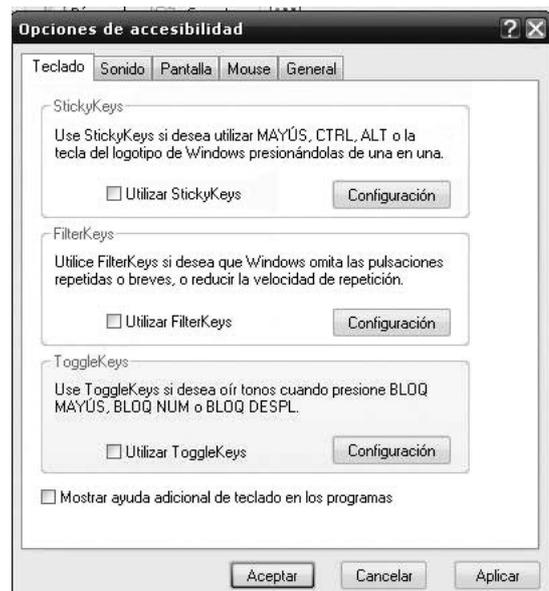 Opciones de accesibilidad
Teclado Sonido Pantalla Mouse General
StickyKeys
Use StickyKeys si desea utilizar MAYÚS, CTRL, ALT o la
tecla del logotipo de Windows presionándolas de una en una.
Utilizar StickyKeys Configuración
FilterKeys
Utilice FilterKeys si desea que Windows omita las pulsaciones
repetidas o breves, o reducir la velocidad de repetición.
Utilizar FilterKeys Configuración
ToggleKeys
Use ToggleKeys si desea oír tonos cuando presione BLOQ
MAYÚS, BLOQ NUM o BLOQ DESPL.
Utilizar ToggleKeys Configuración
Mostrar ayuda adicional de teclado en los programas
Aceptar Cancelar Aplicar